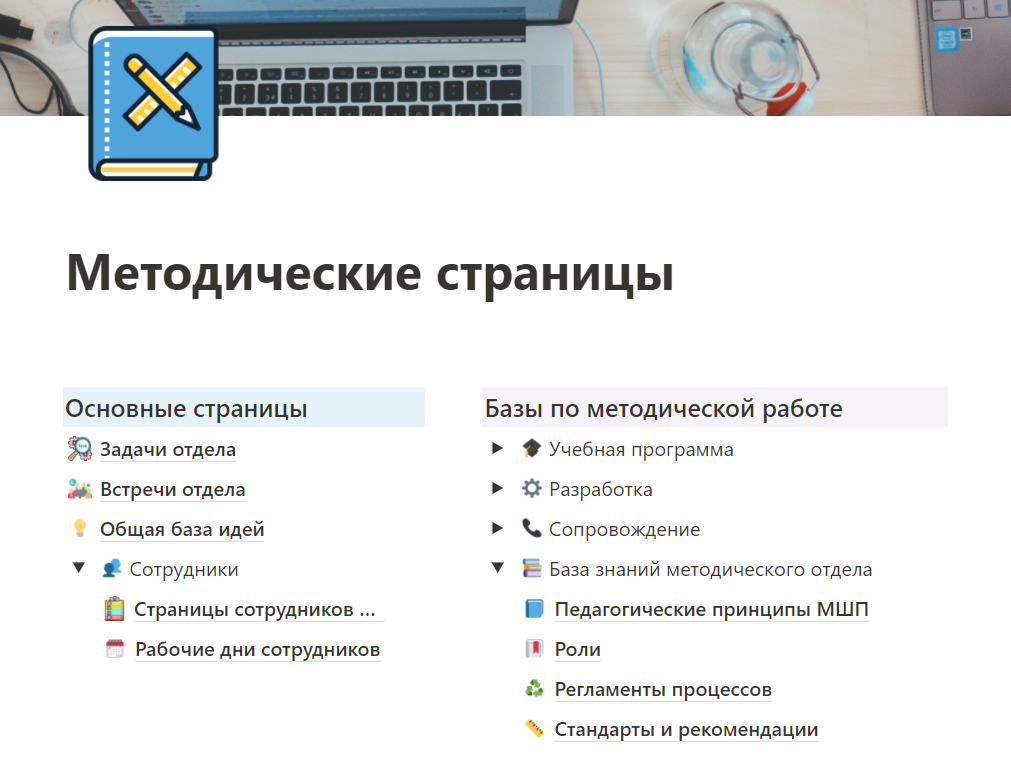 Методические страницы
Основные страницы
Задачи отдела
Встречи отдела
Общая база идей
Сотрудники
Страницы сотрудников ...
Рабочие дни сотрудников
Базы по методической работе
Учебная программа
Разработка
Сопровождение
База знаний методического отдела
Педагогические принципы МШП
Роли
Регламенты процессов
Стандарты и рекомендации